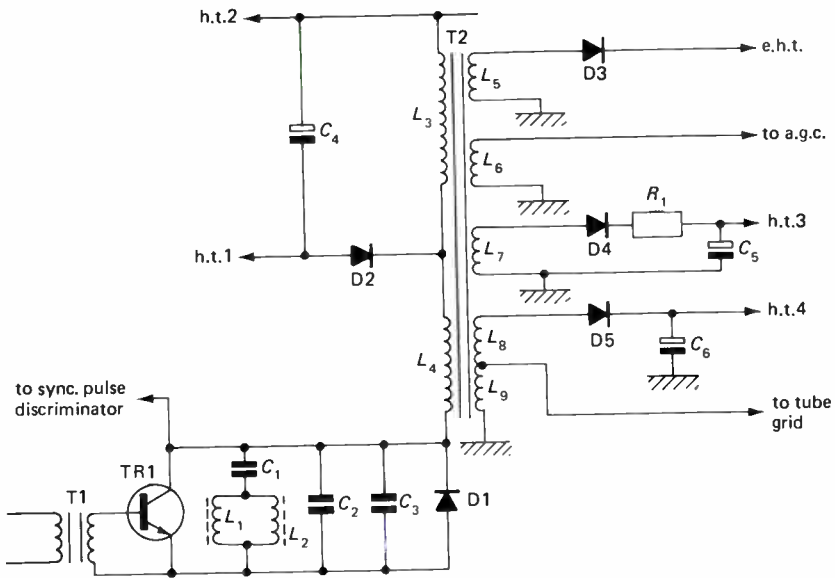 h.t.2
T2
e.h.t.
D3
L5
L3
C4
to a.g.c.
L6
R1
h.t.3
D4
C5
L7
h.t.1
D2
h.t.4
D5
C6
L8
L4
L9
to sync. pulse
discriminator
to tube
grid
TR1
C1
T1
D1
L1
L2
C2
C3